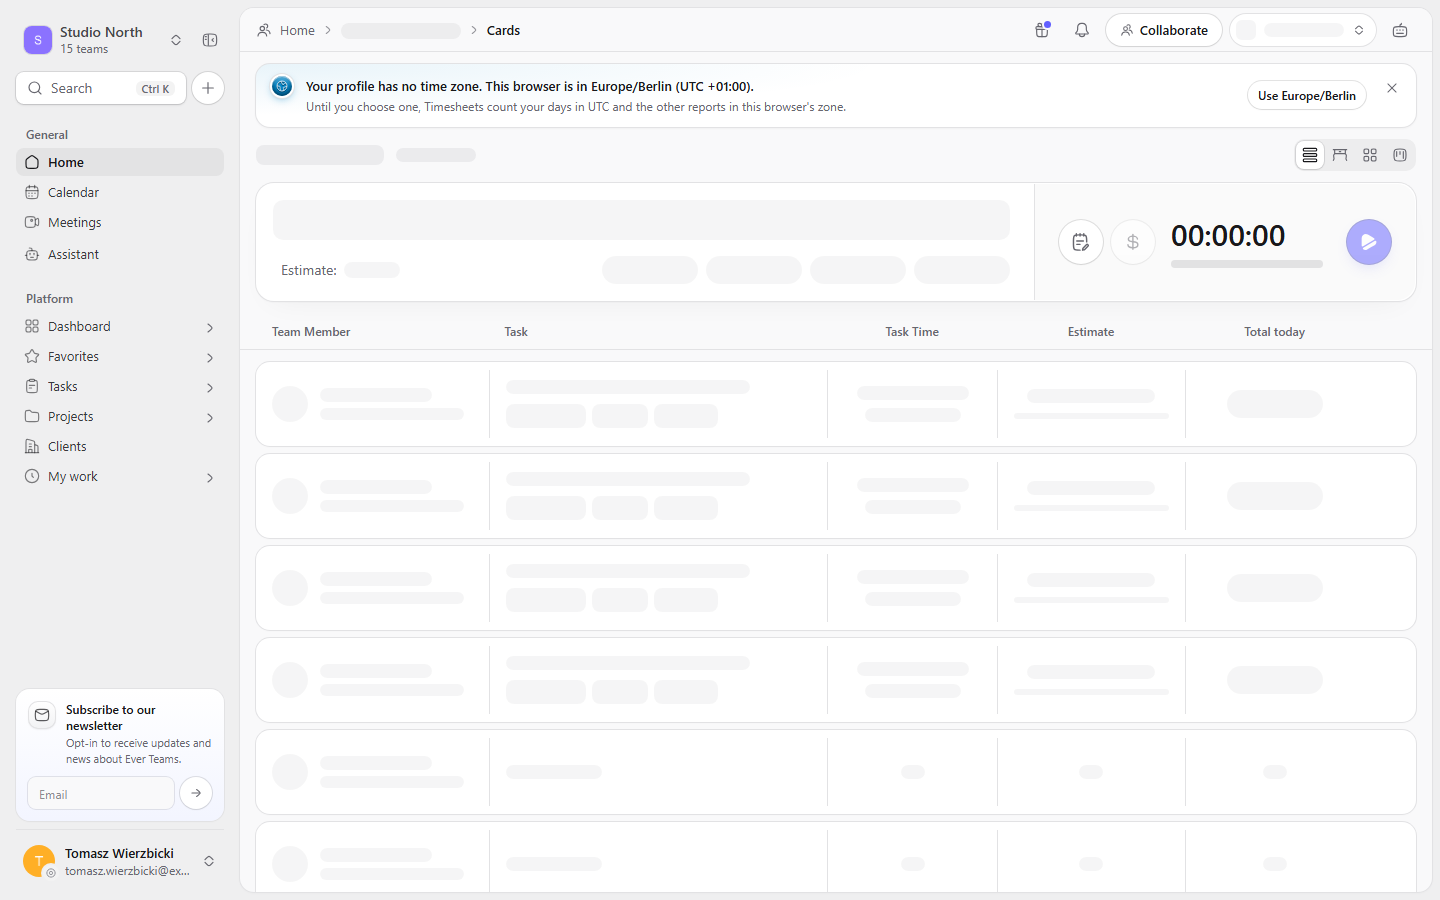 S
Studio North
15 teams
Search
Ctrl K
General
Home
Calendar
Meetings
Assistant
Platform
Dashboard
Favorites
Tasks
Projects
Clients
My work
Subscribe to our
newsletter
Opt-in to receive updates and
news about Ever Teams.
Email
T
Tomasz Wierzbicki
tomasz.wierzbicki@ex...
Home
Cards
Collaborate
Your profile has no time zone. This browser is in Europe/Berlin (UTC +01:00).
Until you choose one, Timesheets count your days in UTC and the other reports in this browser's zone.
Use Europe/Berlin
Estimate:
$
00:00:00
Team Member
Task
Task Time
Estimate
Total today